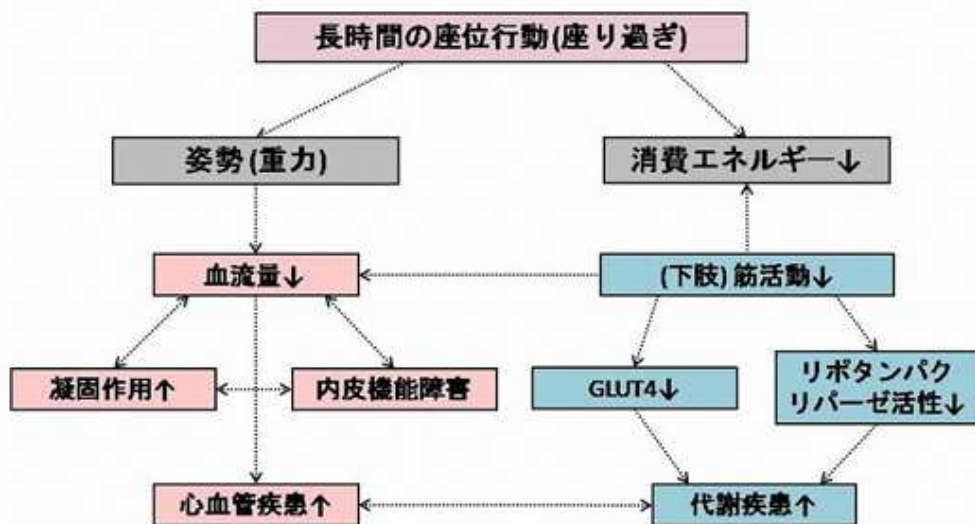 長時間の座位行動(座り過ぎ)
姿勢(重力)
消費エネルギー↓
血流量↓
(下肢)筋活動↓
凝固作用↑
内皮機能障害
GLUT4↓
リポタンパク
リパーゼ活性↓
心血管疾患↑
代謝疾患↑